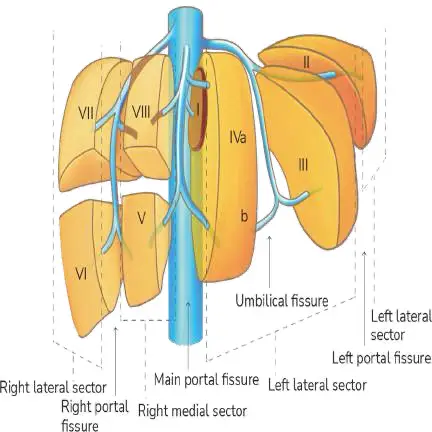 II
VII
VIII
I
IVa
III
V
b
VI
Umbilical fissure
Left lateral
sector
Left portal fissure
Main portal fissure
Left lateral sector
Right lateral sector
Right portal
fissure
Right medial sector